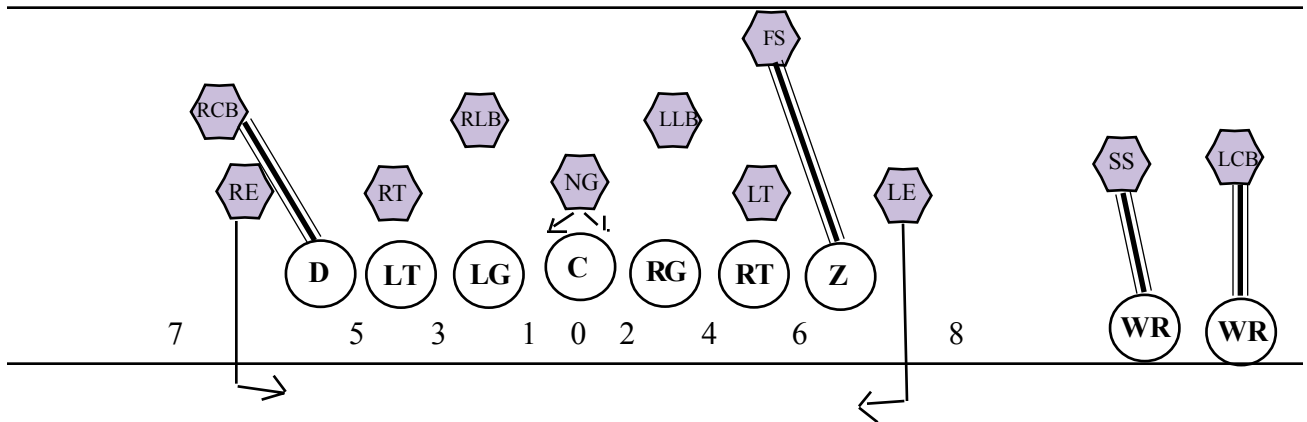 FS
RCB RLB LLB
SS LCB
RE RT NG LT LE
D LT LG C RG RT Z
7 5 3 1 0 2 4 6 8
WR WR